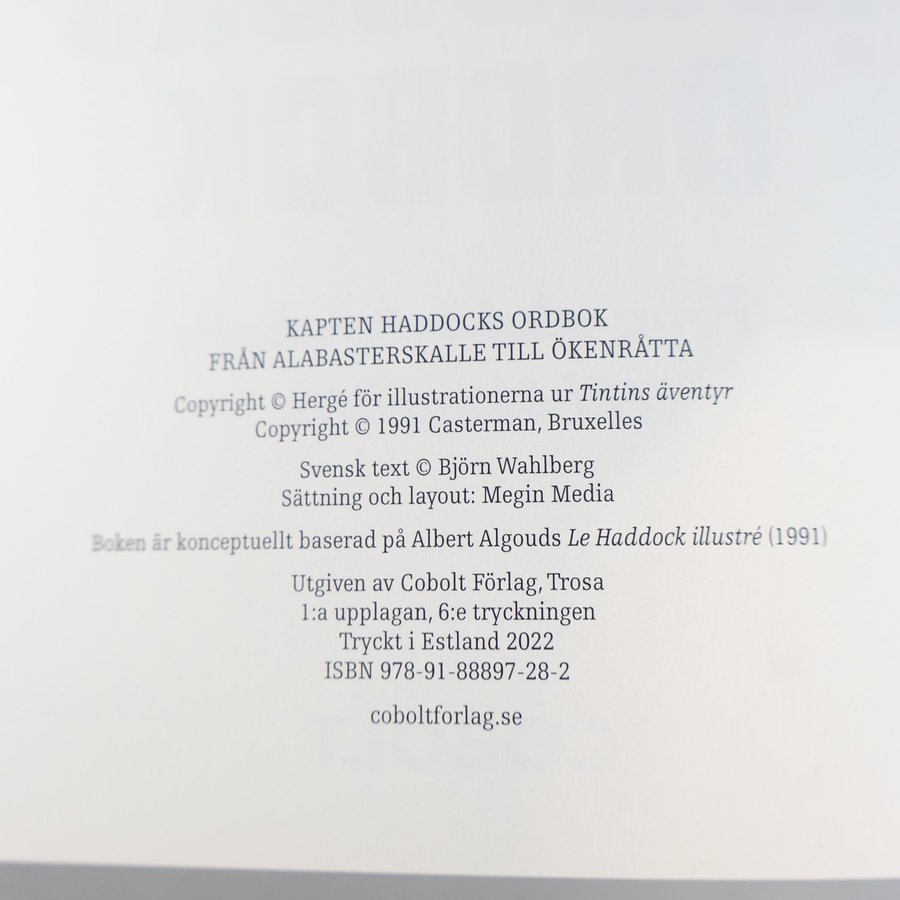 KAPTEN HADDOCKS ORDBOK
FRÅN ALABASTERSKALLE TILL ÖKENRÅTTA
Copyright © Hergé för illustrationerna ur Tintins äventyr
Copyright © 1991 Casterman, Bruxelles
Svensk text © Björn Wahlberg
Sättning och layout: Megin Media
Boken är konceptuellt baserad på Albert Algouds Le Haddock illustré (1991)
Utgiven av Cobolt Förlag, Trosa
1:a upplagan, 6:e tryckningen
Tryckt i Estland 2022
ISBN 978-91-88897-28-2
coboltforlag.se